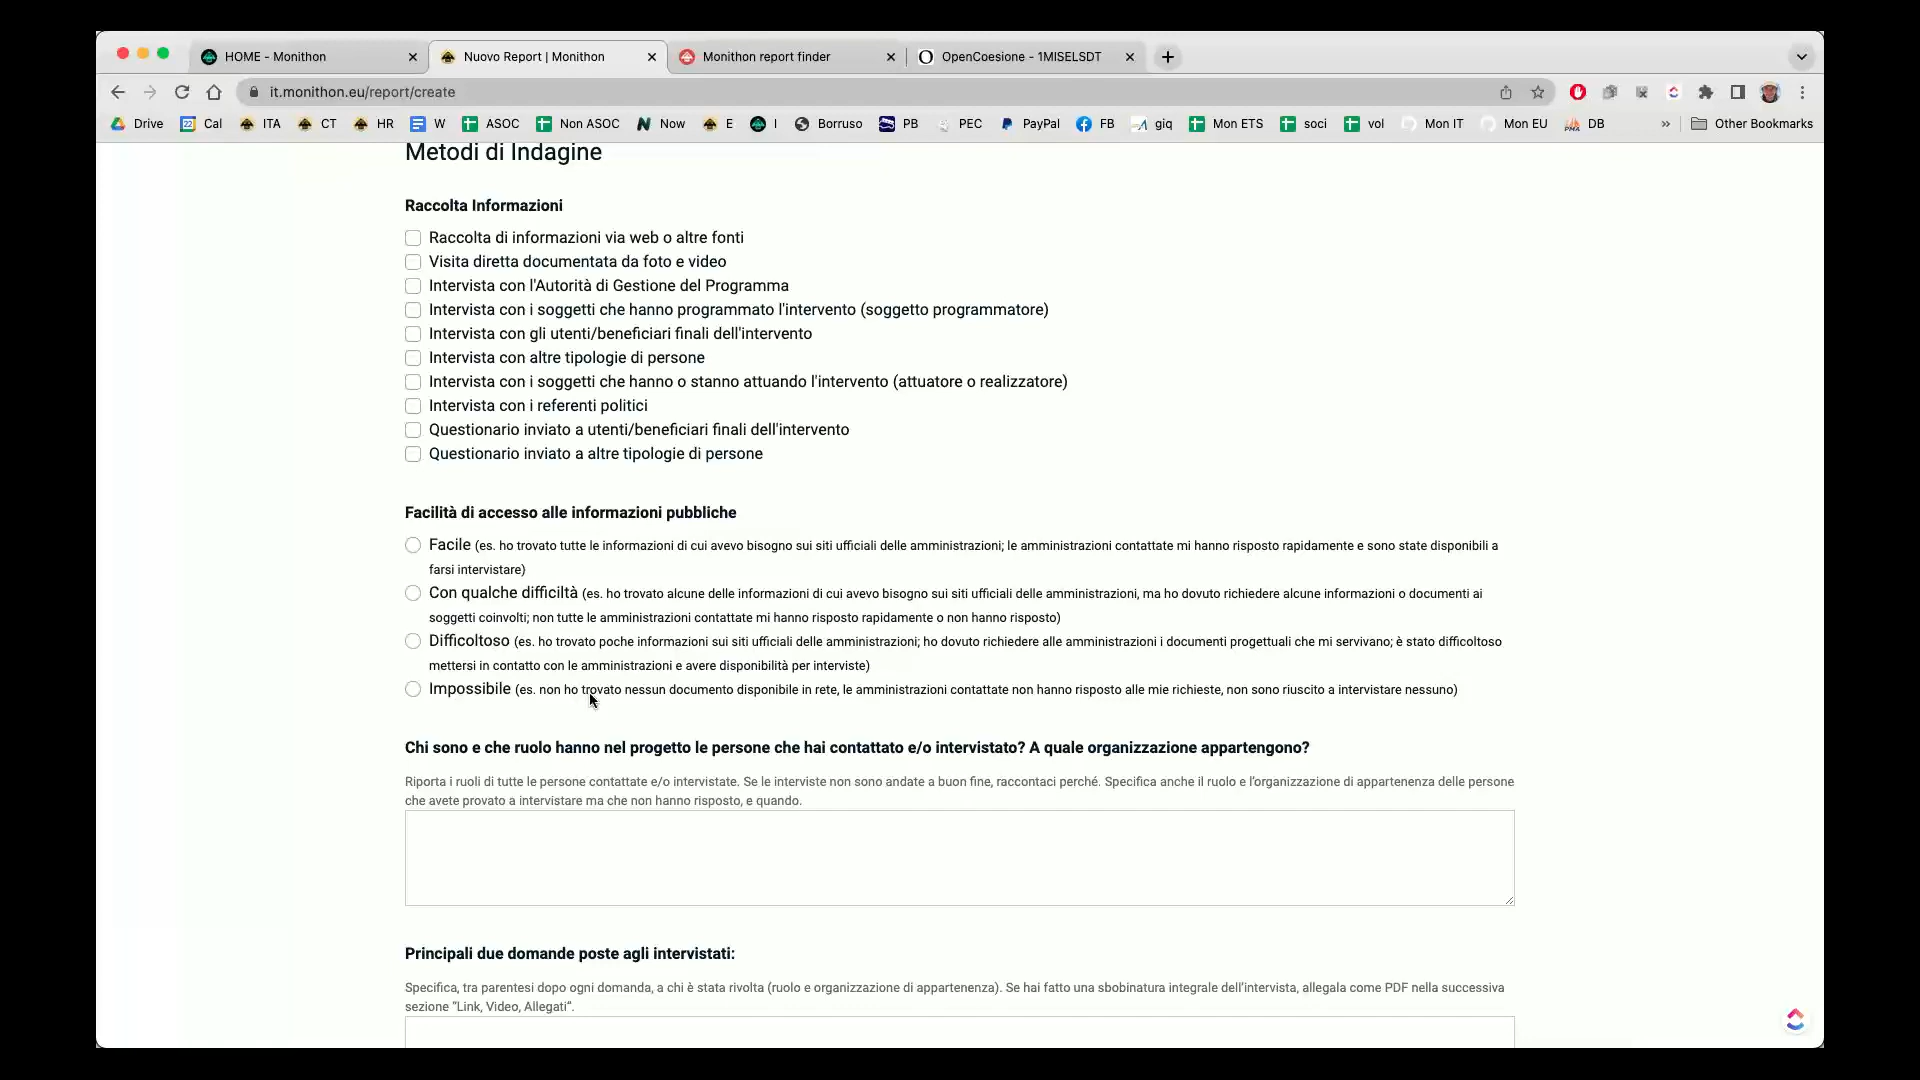 HOME - Monithon
Nuovo Report | Monithon
Monithon report finder
OpenCoesione - 1MISELSDT
it.monithon.eu/report/create
Drive
22 Cal
ITA
CT
HR
W
ASOC
Non ASOC
Now
E
I
Borruso
PB
PEC
PayPal
FB
giq
Mon ETS
soci
vol
Mon IT
Mon EU
DB
»
Other Bookmarks
Metodi di Indagine
Raccolta Informazioni
Raccolta di informazioni via web o altre fonti
Visita diretta documentata da foto e video
Intervista con l'Autorità di Gestione del Programma
Intervista con i soggetti che hanno programmato l'intervento (soggetto programmatore)
Intervista con gli utenti/beneficiari finali dell'intervento
Intervista con altre tipologie di persone
Intervista con i soggetti che hanno o stanno attuando l'intervento (attuatore o realizzatore)
Intervista con i referenti politici
Questionario inviato a utenti/beneficiari finali dell'intervento
Questionario inviato a altre tipologie di persone
Facilità di accesso alle informazioni pubbliche
Facile (es. ho trovato tutte le informazioni di cui avevo bisogno sui siti ufficiali delle amministrazioni; le amministrazioni contattate mi hanno risposto rapidamente e sono state disponibili a
farsi intervistare)
Con qualche difficiltà (es. ho trovato alcune delle informazioni di cui avevo bisogno sui siti ufficiali delle amministrazioni, ma ho dovuto richiedere alcune informazioni o documenti ai
soggetti coinvolti; non tutte le amministrazioni contattate mi hanno risposto rapidamente o non hanno risposto)
Difficoltoso (es. ho trovato poche informazioni sui siti ufficiali delle amministrazioni; ho dovuto richiedere alle amministrazioni i documenti progettuali che mi servivano; è stato difficoltoso
mettersi in contatto con le amministrazioni e avere disponibilità per interviste)
Impossibile (es. non ho trovato nessun documento disponibile in rete, le amministrazioni contattate non hanno risposto alle mie richieste, non sono riuscito a intervistare nessuno)
Chi sono e che ruolo hanno nel progetto le persone che hai contattato e/o intervistato? A quale organizzazione appartengono?
Riporta i ruoli di tutte le persone contattate e/o intervistate. Se le interviste non sono andate a buon fine, raccontaci perché. Specifica anche il ruolo e l'organizzazione di appartenenza delle persone
che avete provato a intervistare ma che non hanno risposto, e quando.
Principali due domande poste agli intervistati:
Specifica, tra parentesi dopo ogni domanda, a chi è stata rivolta (ruolo e organizzazione di appartenenza). Se hai fatto una sbobinatura integrale dell'intervista, allegala come PDF nella successiva
sezione “Link, Video, Allegati”.